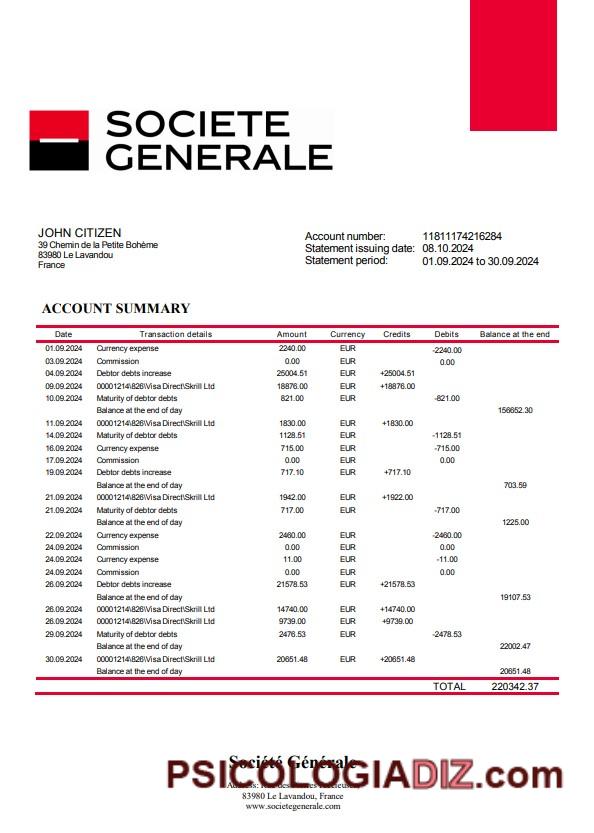 SOCIETE
GENERALE
JOHN CITIZEN
39 Chemin de la Petite Bohème
83980 Le Lavandou
France
Account number: 11811174216284
Statement issuing date: 08.10.2024
Statement period: 01.09.2024 to 30.09.2024
ACCOUNT SUMMARY
Date Transaction details Amount Currency Credits Debits Balance at the end
01.09.2024 Currency expense 2240.00 EUR -2240.00
03.09.2024 Commission 0.00 EUR 0.00
04.09.2024 Debtor debts increase 25004.51 EUR +25004.51
09.09.2024 00001214\826\Visa Direct\Skrill Ltd 18876.00 EUR +18876.00
10.09.2024 Maturity of debtor debts 821.00 EUR -821.00
Balance at the end of day 156652.30
11.09.2024 00001214\826\Visa Direct\Skrill Ltd 1830.00 EUR +1830.00
14.09.2024 Maturity of debtor debts 1128.51 EUR -1128.51
16.09.2024 Currency expense 715.00 EUR -715.00
17.09.2024 Commission 0.00 EUR 0.00
19.09.2024 Debtor debts increase 717.10 EUR +717.10
Balance at the end of day 703.59
21.09.2024 00001214\826\Visa Direct\Skrill Ltd 1942.00 EUR +1922.00
21.09.2024 Maturity of debtor debts 717.00 EUR -717.00
Balance at the end of day 1225.00
22.09.2024 Currency expense 2460.00 EUR -2460.00
24.09.2024 Commission 0.00 EUR 0.00
24.09.2024 Currency expense 11.00 EUR -11.00
24.09.2024 Commission 0.00 EUR 0.00
26.09.2024 Debtor debts increase 21578.53 EUR +21578.53
Balance at the end of day 19107.53
26.09.2024 00001214\826\Visa Direct\Skrill Ltd 14740.00 EUR +14740.00
26.09.2024 00001214\826\Visa Direct\Skrill Ltd 9739.00 EUR +9739.00
29.09.2024 Maturity of debtor debts 2476.53 EUR -2478.53
Balance at the end of day 22002.47
30.09.2024 00001214\826\Visa Direct\Skrill Ltd 20651.48 EUR +20651.48
Balance at the end of day 20651.48
TOTAL 220342.37
Société Générale
PSICOLOGIADIZ.com
Address:
83980 Le Lavandou, France
www.societegenerale.com